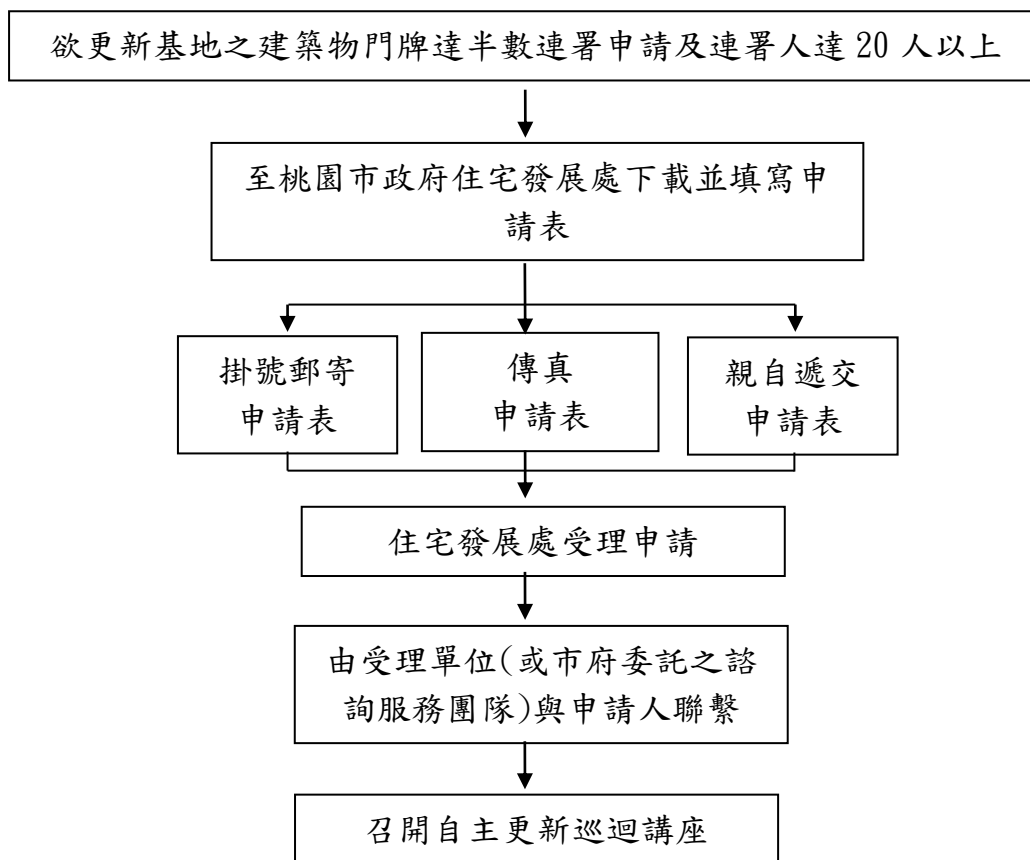 欲更新基地之建築物門牌達半數連署申請及連署人達 20 人以上
至桃園市政府住宅發展處下載並填寫申
請表
掛號郵寄
申請表
傳真
申請表
親自遞交
申請表
住宅發展處受理申請
由受理單位(或市府委託之諮
詢服務團隊)與申請人聯繫
召開自主更新巡迴講座